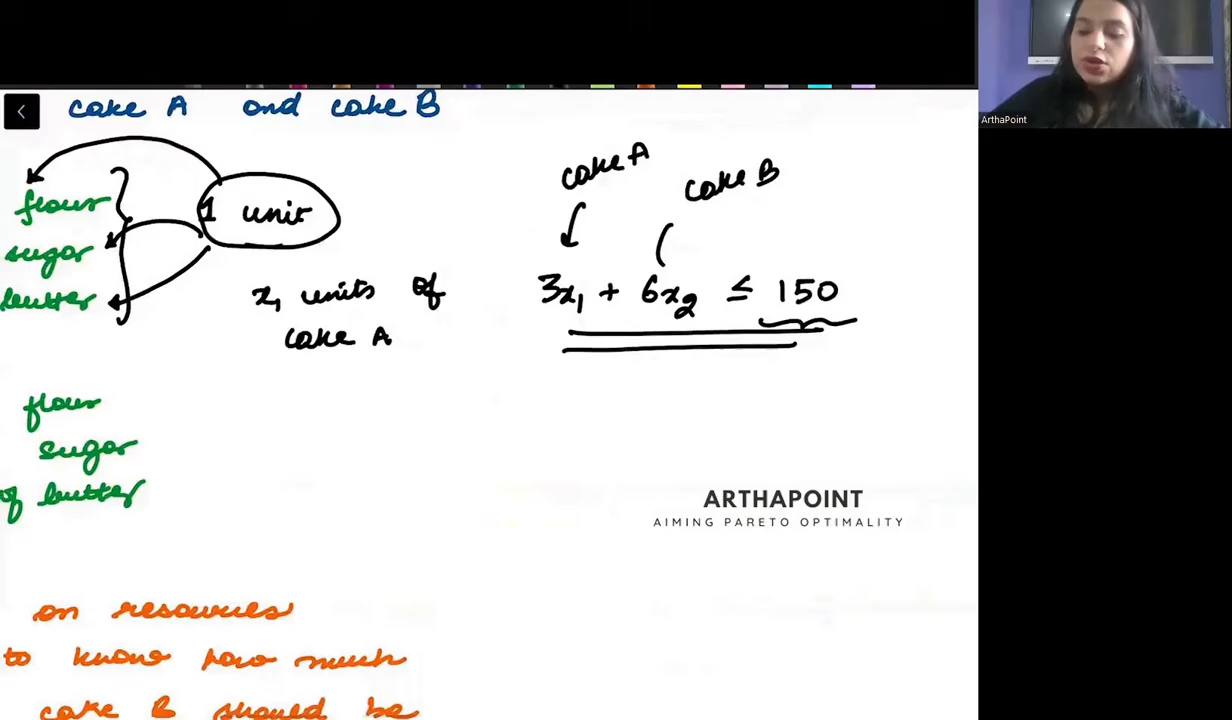 cake A and cake B
flour
sugar
butter
1 unit
x₁ units of
cake A
cake A
cake B
3x₁ + 6x₂ ≤ 150
flour
sugar
of butter
ARTHAPOINT
AIMING PARETO OPTIMALITY
on resources
to know how much
cake B should be
ArthaPoint